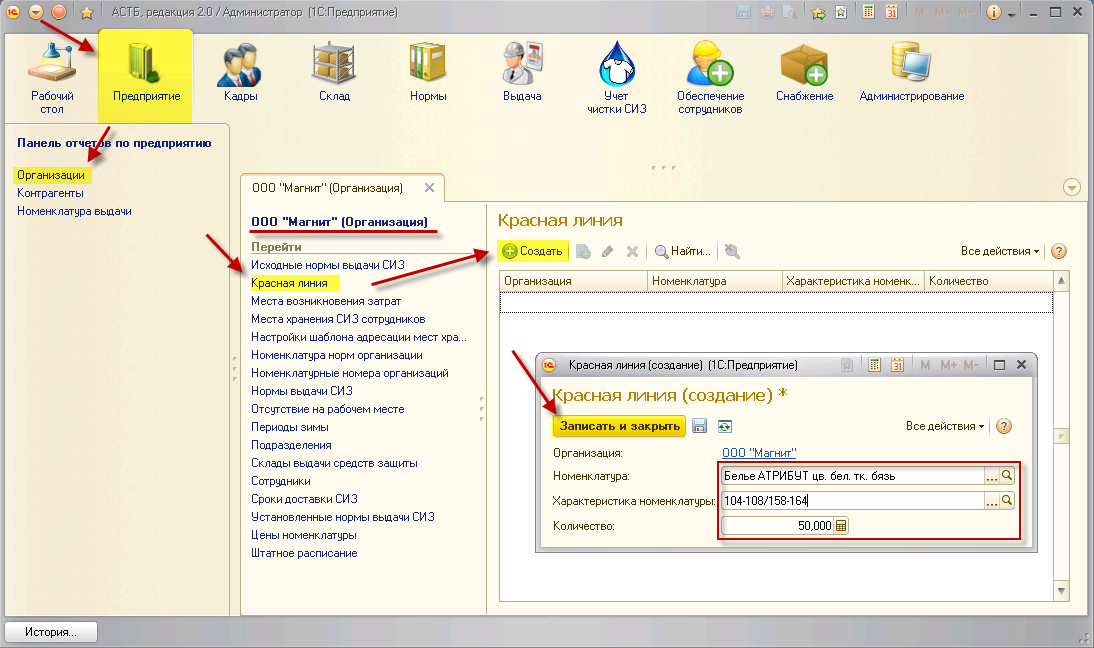 АСТБ, редакция 2.0 / Администратор (1С:Предприятие)
31
M M+ M-
Рабочий
стол
Предприятие
Кадры
Склад
Нормы
Выдача
Учет
чистки СИЗ
Обеспечение
сотрудников
Снабжение
Администрирование
Панель отчетов по предприятию
Организации
Контрагенты
Номенклатура выдачи
ООО "Магнит" (Организация)
ООО "Магнит" (Организация)
Перейти
Исходные нормы выдачи СИЗ
Красная линия
Места возникновения затрат
Места хранения СИЗ сотрудников
Настройки шаблона адресации мест хра...
Номенклатура норм организации
Номенклатурные номера организаций
Нормы выдачи СИЗ
Отсутствие на рабочем месте
Периоды зимы
Подразделения
Склады выдачи средств защиты
Сотрудники
Сроки доставки СИЗ
Установленные нормы выдачи СИЗ
Цены номенклатуры
Штатное расписание
Красная линия
Создать
Найти...
Все действия
Организация
Номенклатура
Характеристика номенк...
Количество
Красная линия (создание) (1С:Предприятие)
31
M M+ M-
Красная линия (создание) *
Записать и закрыть
Все действия
Организация:
ООО "Магнит"
Номенклатура:
Белье АТРИБУТ цв. бел. тк. бязь
...
Характеристика номенклатуры:
104-108/158-164
...
Количество:
50,000
История...